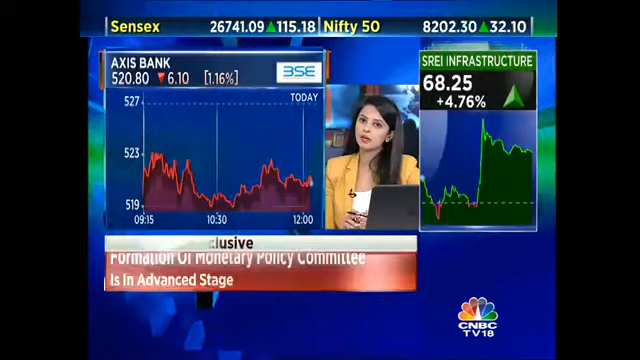 Sensex 26741.09 115.18 Nifty 50 8202.30 32.10
AXIS BANK
520.80 6.10 [1.16%]
BSE
TODAY
527
523
519
09:15 10:30 12:00
SREI INFRASTRUCTURE
68.25
+4.76%
clusive
Formation Of Monetary Policy Committee
Is In Advanced Stage
CNBC
TV18